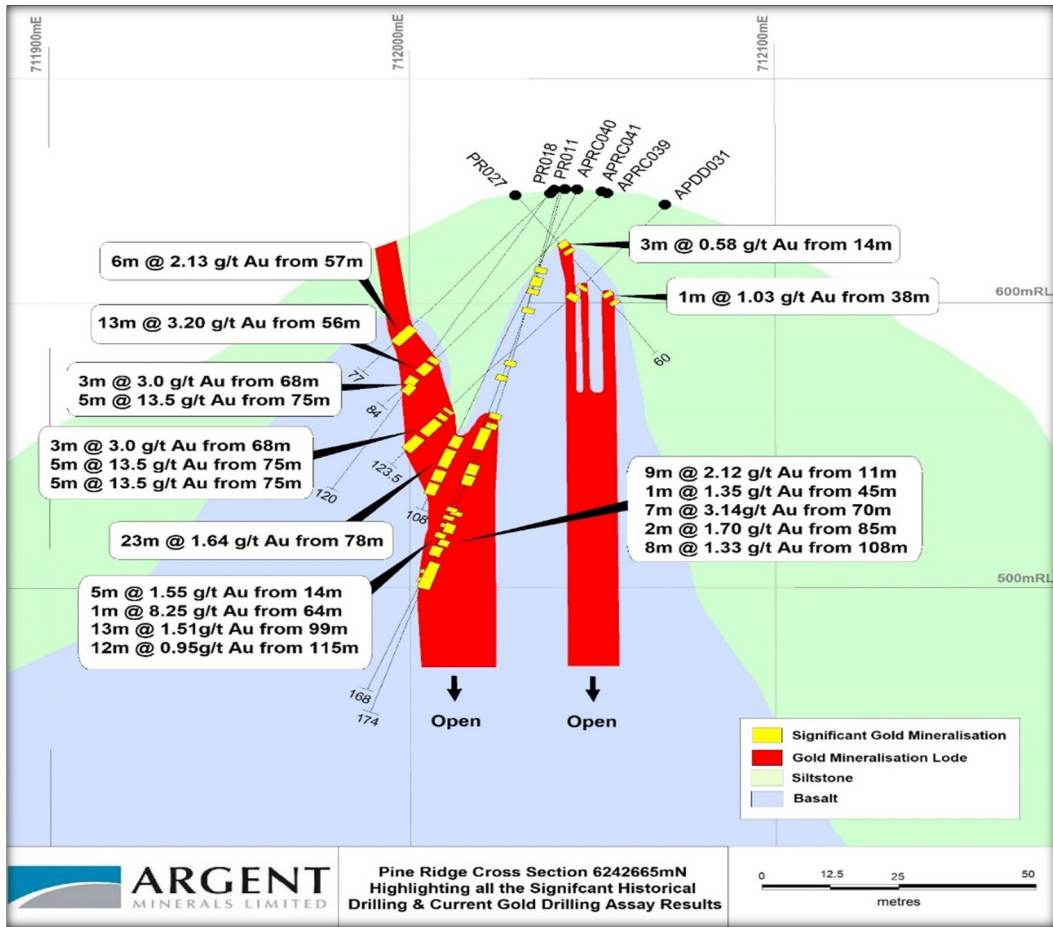 711900mE
712000mE
712100mE
PR027
PR018
PR011
APRC040
APRC041
APRC039
APDD031
3m @ 0.58 g/t Au from 14m
6m @ 2.13 g/t Au from 57m
1m @ 1.03 g/t Au from 38m
600mRL
13m @ 3.20 g/t Au from 56m
60
77
3m @ 3.0 g/t Au from 68m
5m @ 13.5 g/t Au from 75m
84
3m @ 3.0 g/t Au from 68m
5m @ 13.5 g/t Au from 75m
5m @ 13.5 g/t Au from 75m
123.5
120
108
9m @ 2.12 g/t Au from 11m
1m @ 1.35 g/t Au from 45m
7m @ 3.14g/t Au from 70m
2m @ 1.70 g/t Au from 85m
8m @ 1.33 g/t Au from 108m
23m @ 1.64 g/t Au from 78m
500mRL
5m @ 1.55 g/t Au from 14m
1m @ 8.25 g/t Au from 64m
13m @ 1.51g/t Au from 99m
12m @ 0.95g/t Au from 115m
168
174
Open
Open
Significant Gold Mineralisation
Gold Mineralisation Lode
Siltstone
Basalt
ARGENT
MINERALS LIMITED
Pine Ridge Cross Section 6242665mN
Highlighting all the Signifcant Historical
Drilling & Current Gold Drilling Assay Results
0 12.5 25 50
metres